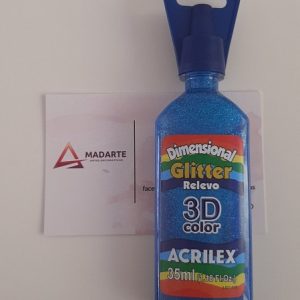 MADARTE
face
Dimensional
Glitter
Relevo
3D
color
ACRILEX
35ml